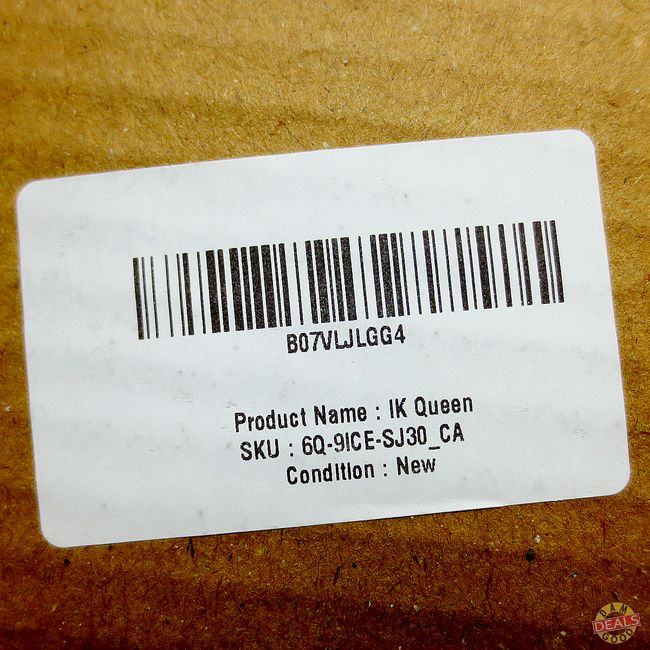 B07VLJLGG4
Product Name : IK Queen
SKU : 6Q-9ICE-SJ30_CA
Condition : New
DAM
DEALS
GOOD